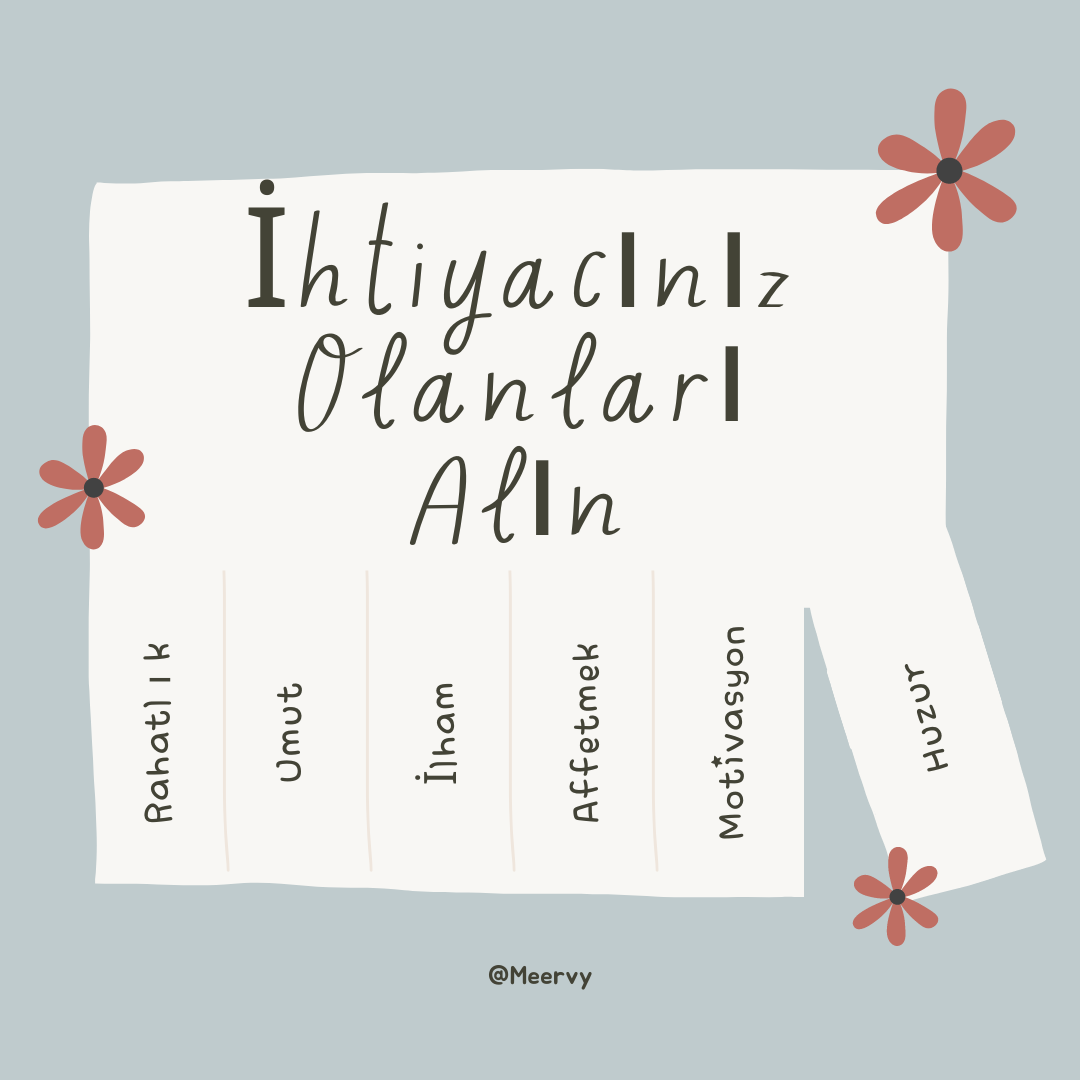 İhtiyacınız
Olanları
Alın
Rahatlık
Umut
İlham
Affetmek
Motivasyon
Huzur
@Meervy